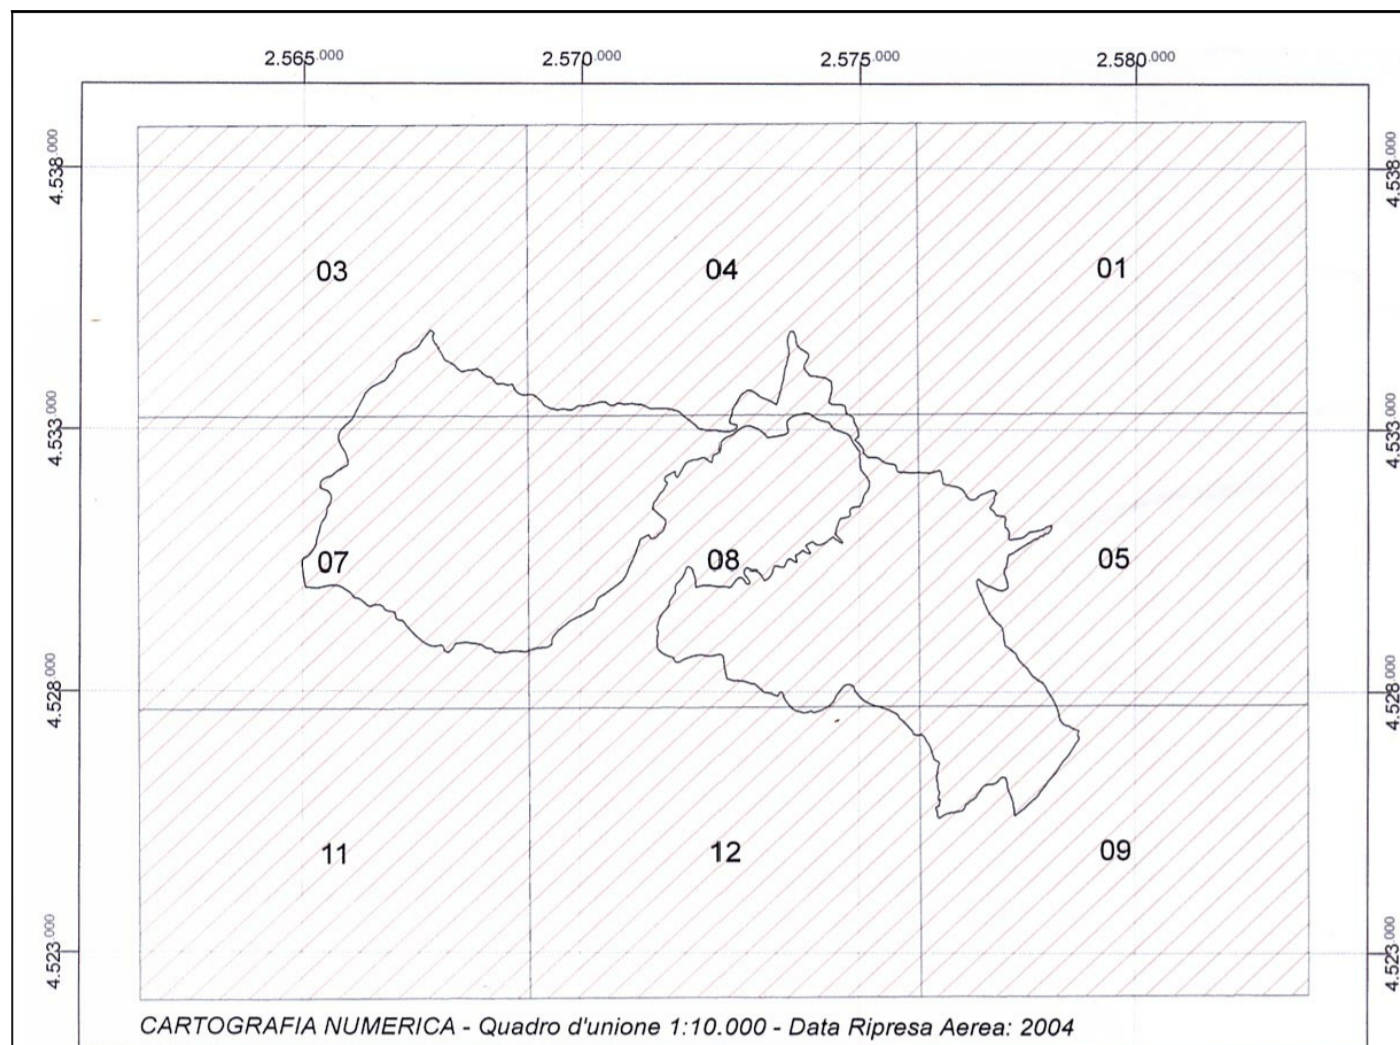 2.565.000 2.570.000 2.575.000 2.580.000
4.538.000 4.538.000
03 04 01
4.533.000 4.533.000
07 08 05
4.528.000 4.528.000
11 12 09
4.523.000 4.523.000
CARTOGRAFIA NUMERICA - Quadro d'unione 1:10.000 - Data Ripresa Aerea: 2004